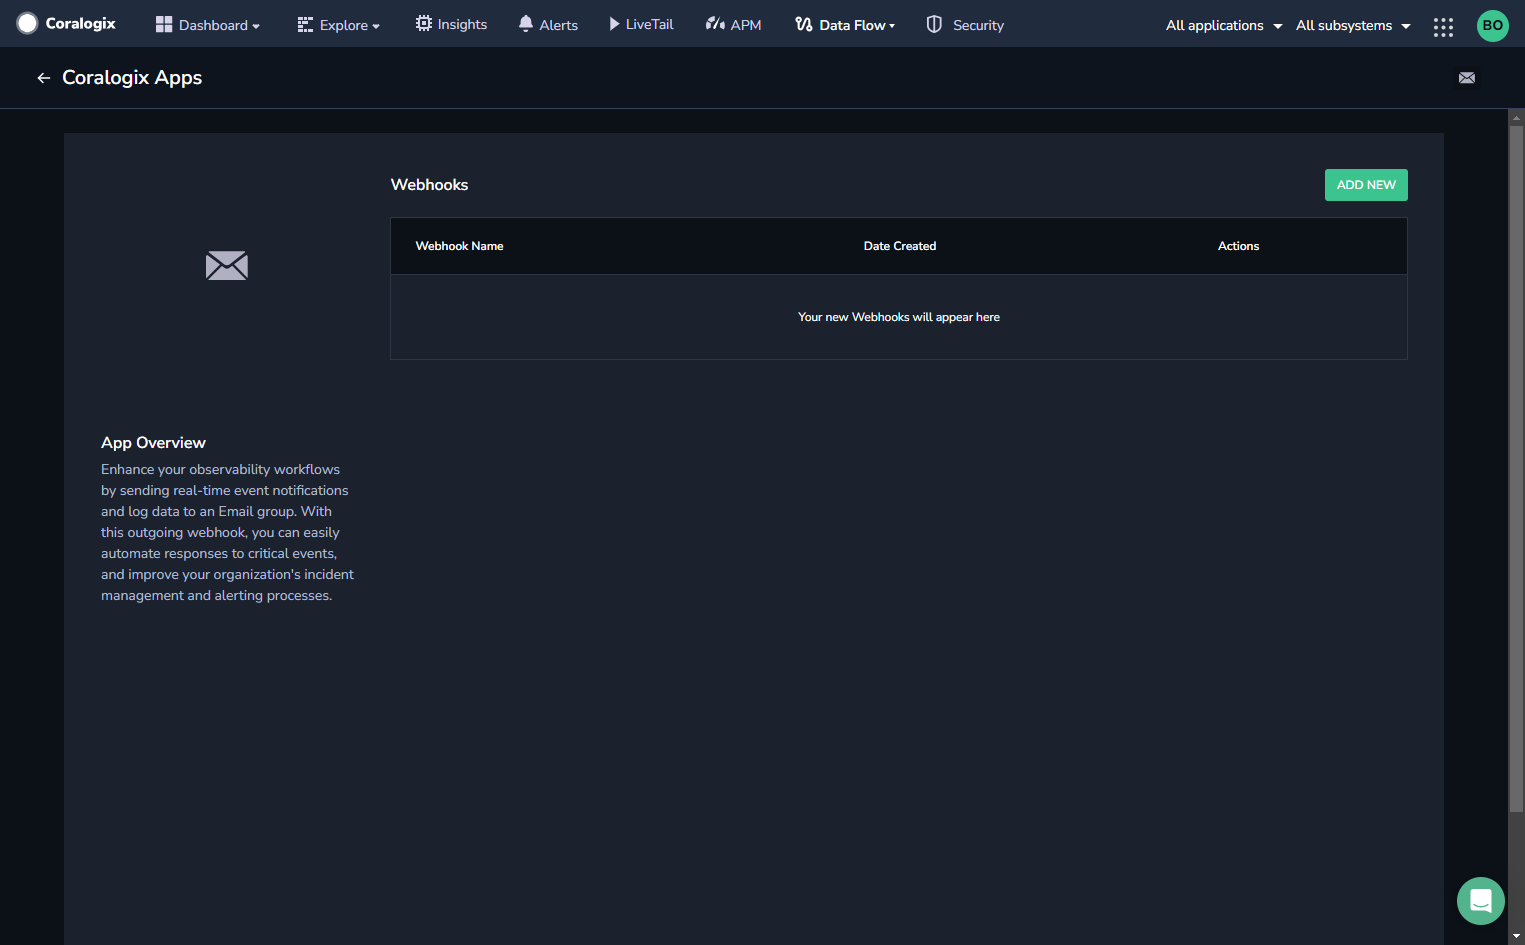 Coralogix Dashboard Explore Insights Alerts LiveTail APM Data Flow Security All applications All subsystems BO
Coralogix Apps
Webhooks ADD NEW
Webhook Name Date Created Actions
Your new Webhooks will appear here
App Overview
Enhance your observability workflows
by sending real-time event notifications
and log data to an Email group. With
this outgoing webhook, you can easily
automate responses to critical events,
and improve your organization's incident
management and alerting processes.